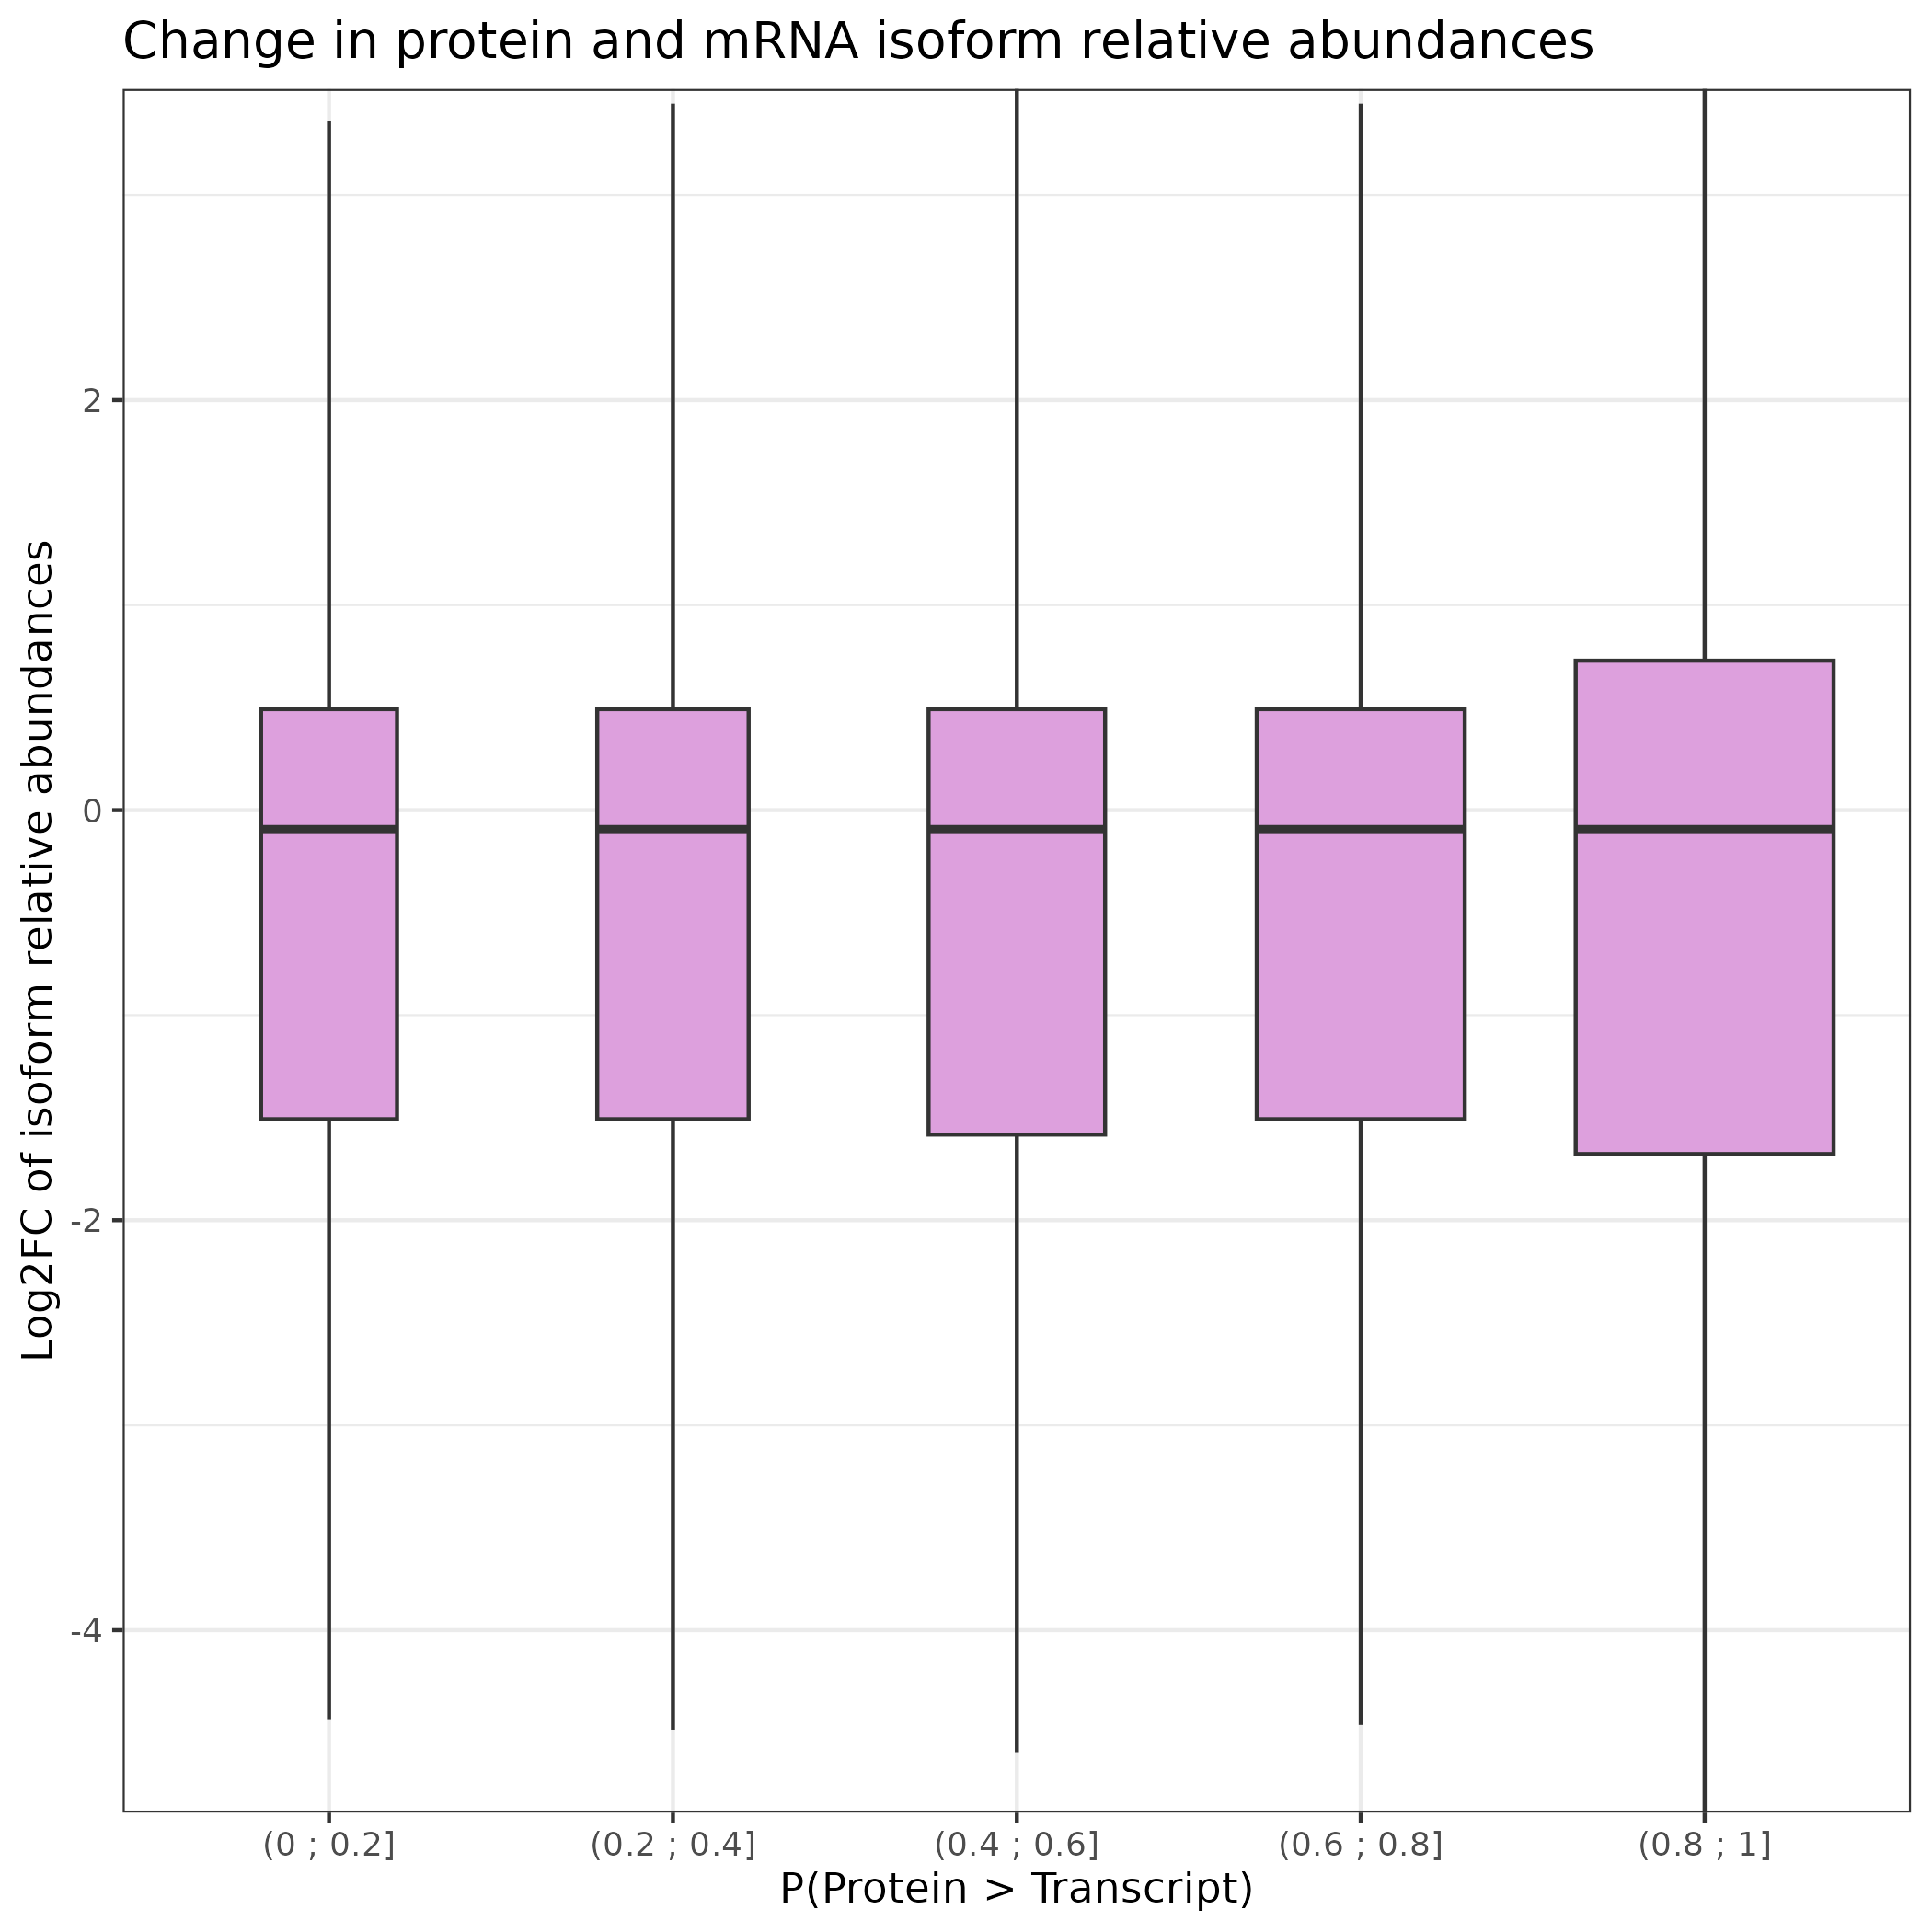 Change in protein and mRNA isoform relative abundances
Log2FC of isoform relative abundances
2
0
-2
-4
(0 ; 0.2]
(0.2 ; 0.4]
(0.4 ; 0.6]
(0.6 ; 0.8]
(0.8 ; 1]
P(Protein > Transcript)